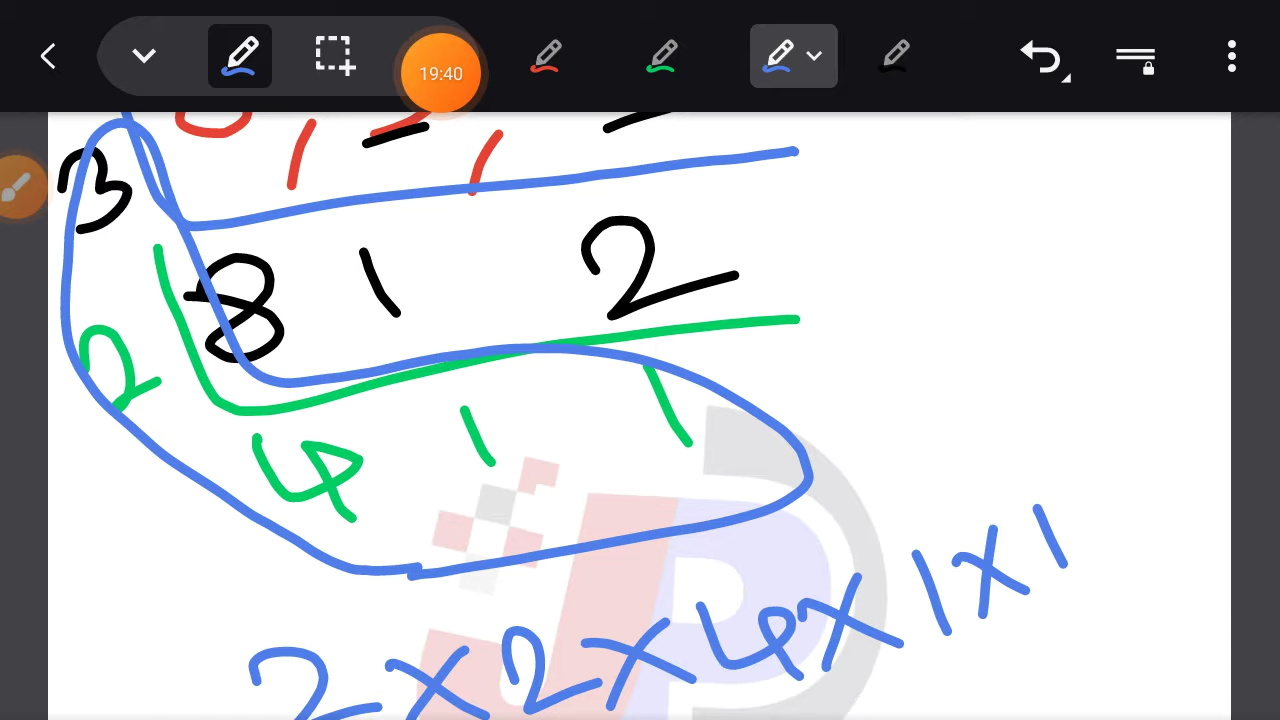 19:40
3
8 1 2
2
4 1 1
2 × 2 × 4 × 1 × 1